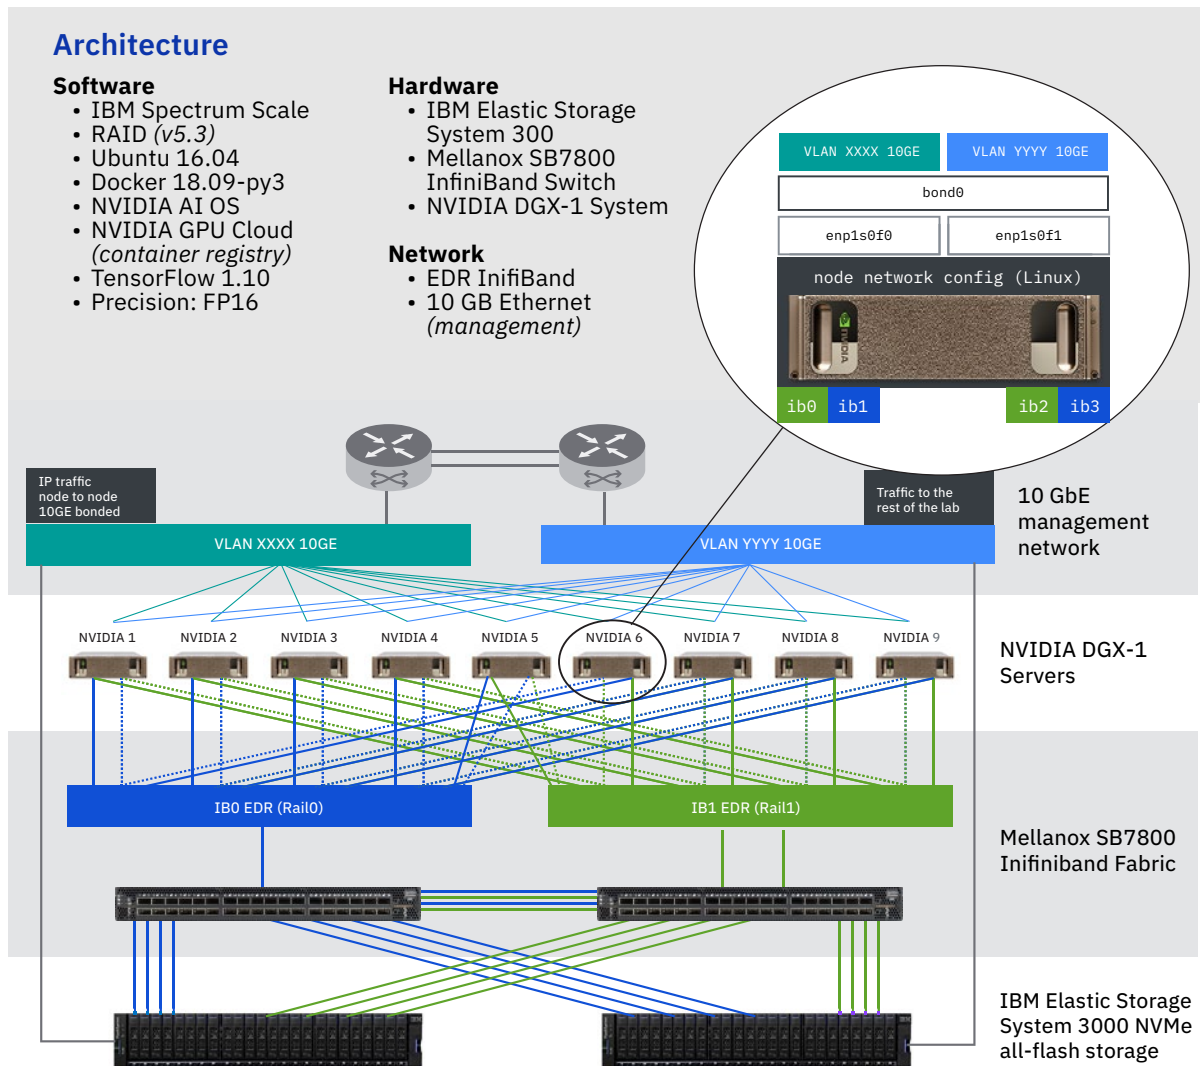 Architecture
Software
• IBM Spectrum Scale
• RAID (v5.3)
• Ubuntu 16.04
• Docker 18.09-py3
• NVIDIA AI OS
• NVIDIA GPU Cloud
(container registry)
• TensorFlow 1.10
• Precision: FP16
Hardware
• IBM Elastic Storage
System 300
• Mellanox SB7800
InfiniBand Switch
• NVIDIA DGX-1 System
Network
• EDR InifiBand
• 10 GB Ethernet
(management)
VLAN XXXX 10GE
VLAN YYYY 10GE
bond0
enp1s0f0
enp1s0f1
node network config (Linux)
NVIDIA
ib0
ib1
ib2
ib3
IP traffic
node to node
10GE bonded
Traffic to the
rest of the lab
10 GbE
management
network
VLAN XXXX 10GE
VLAN YYYY 10GE
NVIDIA 1
NVIDIA 2
NVIDIA 3
NVIDIA 4
NVIDIA 5
NVIDIA 6
NVIDIA 7
NVIDIA 8
NVIDIA 9
NVIDIA DGX-1
Servers
IB0 EDR (Rail0)
IB1 EDR (Rail1)
Mellanox SB7800
Inifiniband Fabric
IBM Elastic Storage
System 3000 NVMe
all-flash storage